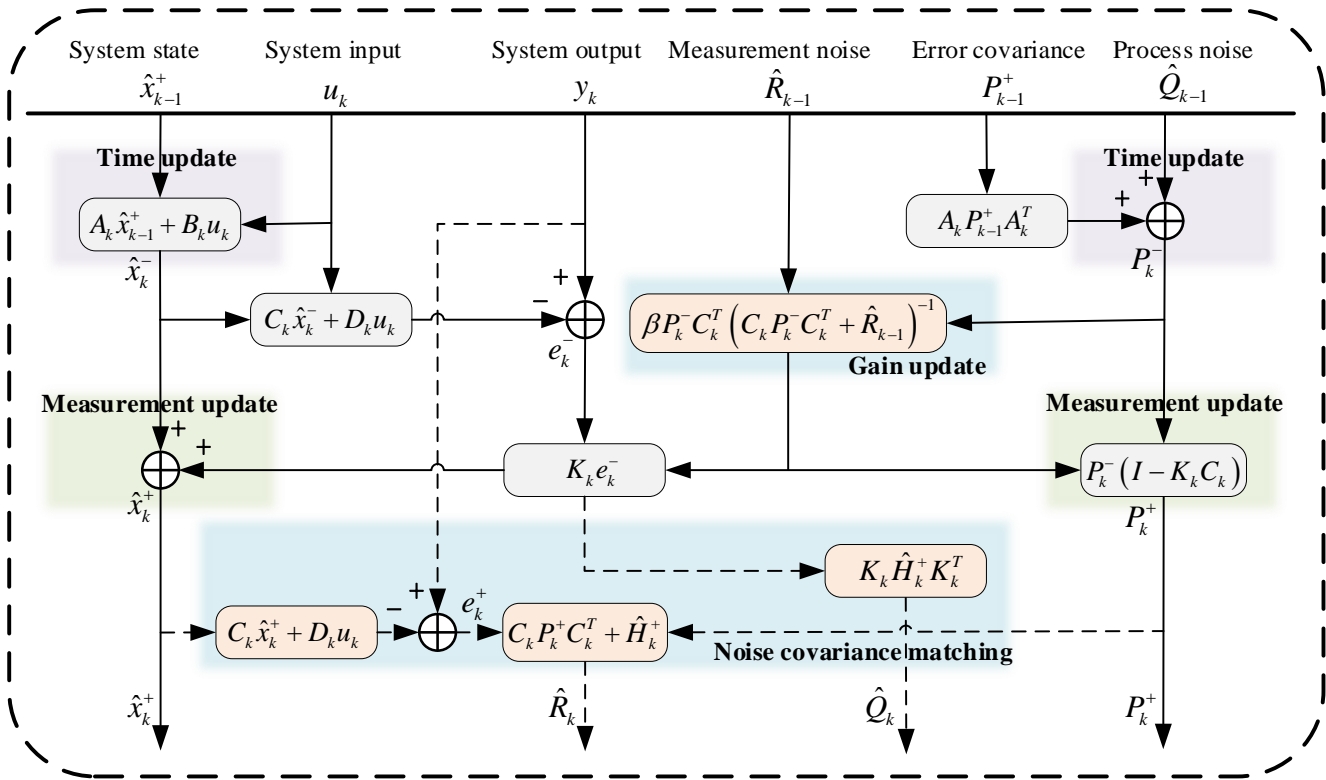 System state System input System output Measurement noise Error covariance Process noise
x̂⁺ₖ₋₁ uₖ yₖ R̂ₖ₋₁ P⁺ₖ₋₁ Q̂ₖ₋₁
Time update Time update
+
+
Aₖx̂⁺ₖ₋₁ + Bₖuₖ AₖP⁺ₖ₋₁Aₖᵀ
x̂⁻ₖ P⁻ₖ
+
−
Cₖx̂⁻ₖ + Dₖuₖ βP⁻ₖCₖᵀ(CₖP⁻ₖCₖᵀ + R̂ₖ₋₁)⁻¹
e⁻ₖ
Gain update
Measurement update Measurement update
+
+
Kₖe⁻ₖ P⁻ₖ(I − KₖCₖ)
x̂⁺ₖ P⁺ₖ
KₖĤ⁺ₖKₖᵀ
− + e⁺ₖ
Cₖx̂⁺ₖ + Dₖuₖ CₖP⁺ₖCₖᵀ + Ĥ⁺ₖ
Noise covariance matching
x̂⁺ₖ R̂ₖ Q̂ₖ P⁺ₖ